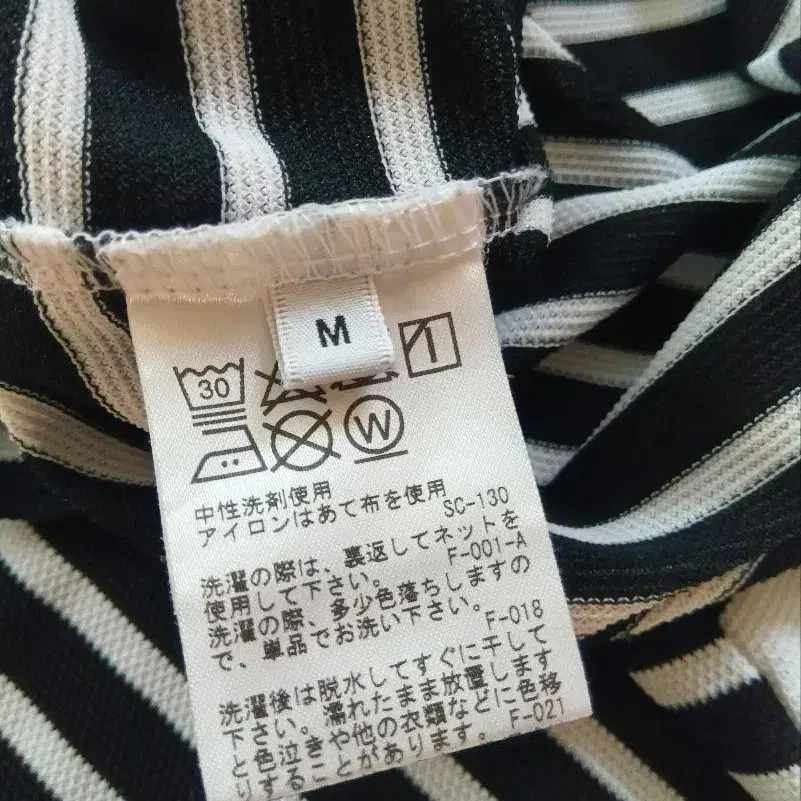 M
30
W
中性洗剤使用
アイロンはあて布を使用 SC-130
洗濯の際は、裏返してネットを
使用して下さい。 F-001-A
洗濯の際、多少色落ちしますの
で、単品でお洗い下さい。
F-018
洗濯後は脱水してすぐに干して
下さい。濡れたまま放置します
と色泣きや他の衣類などに色移
りすることがあります。 F-021